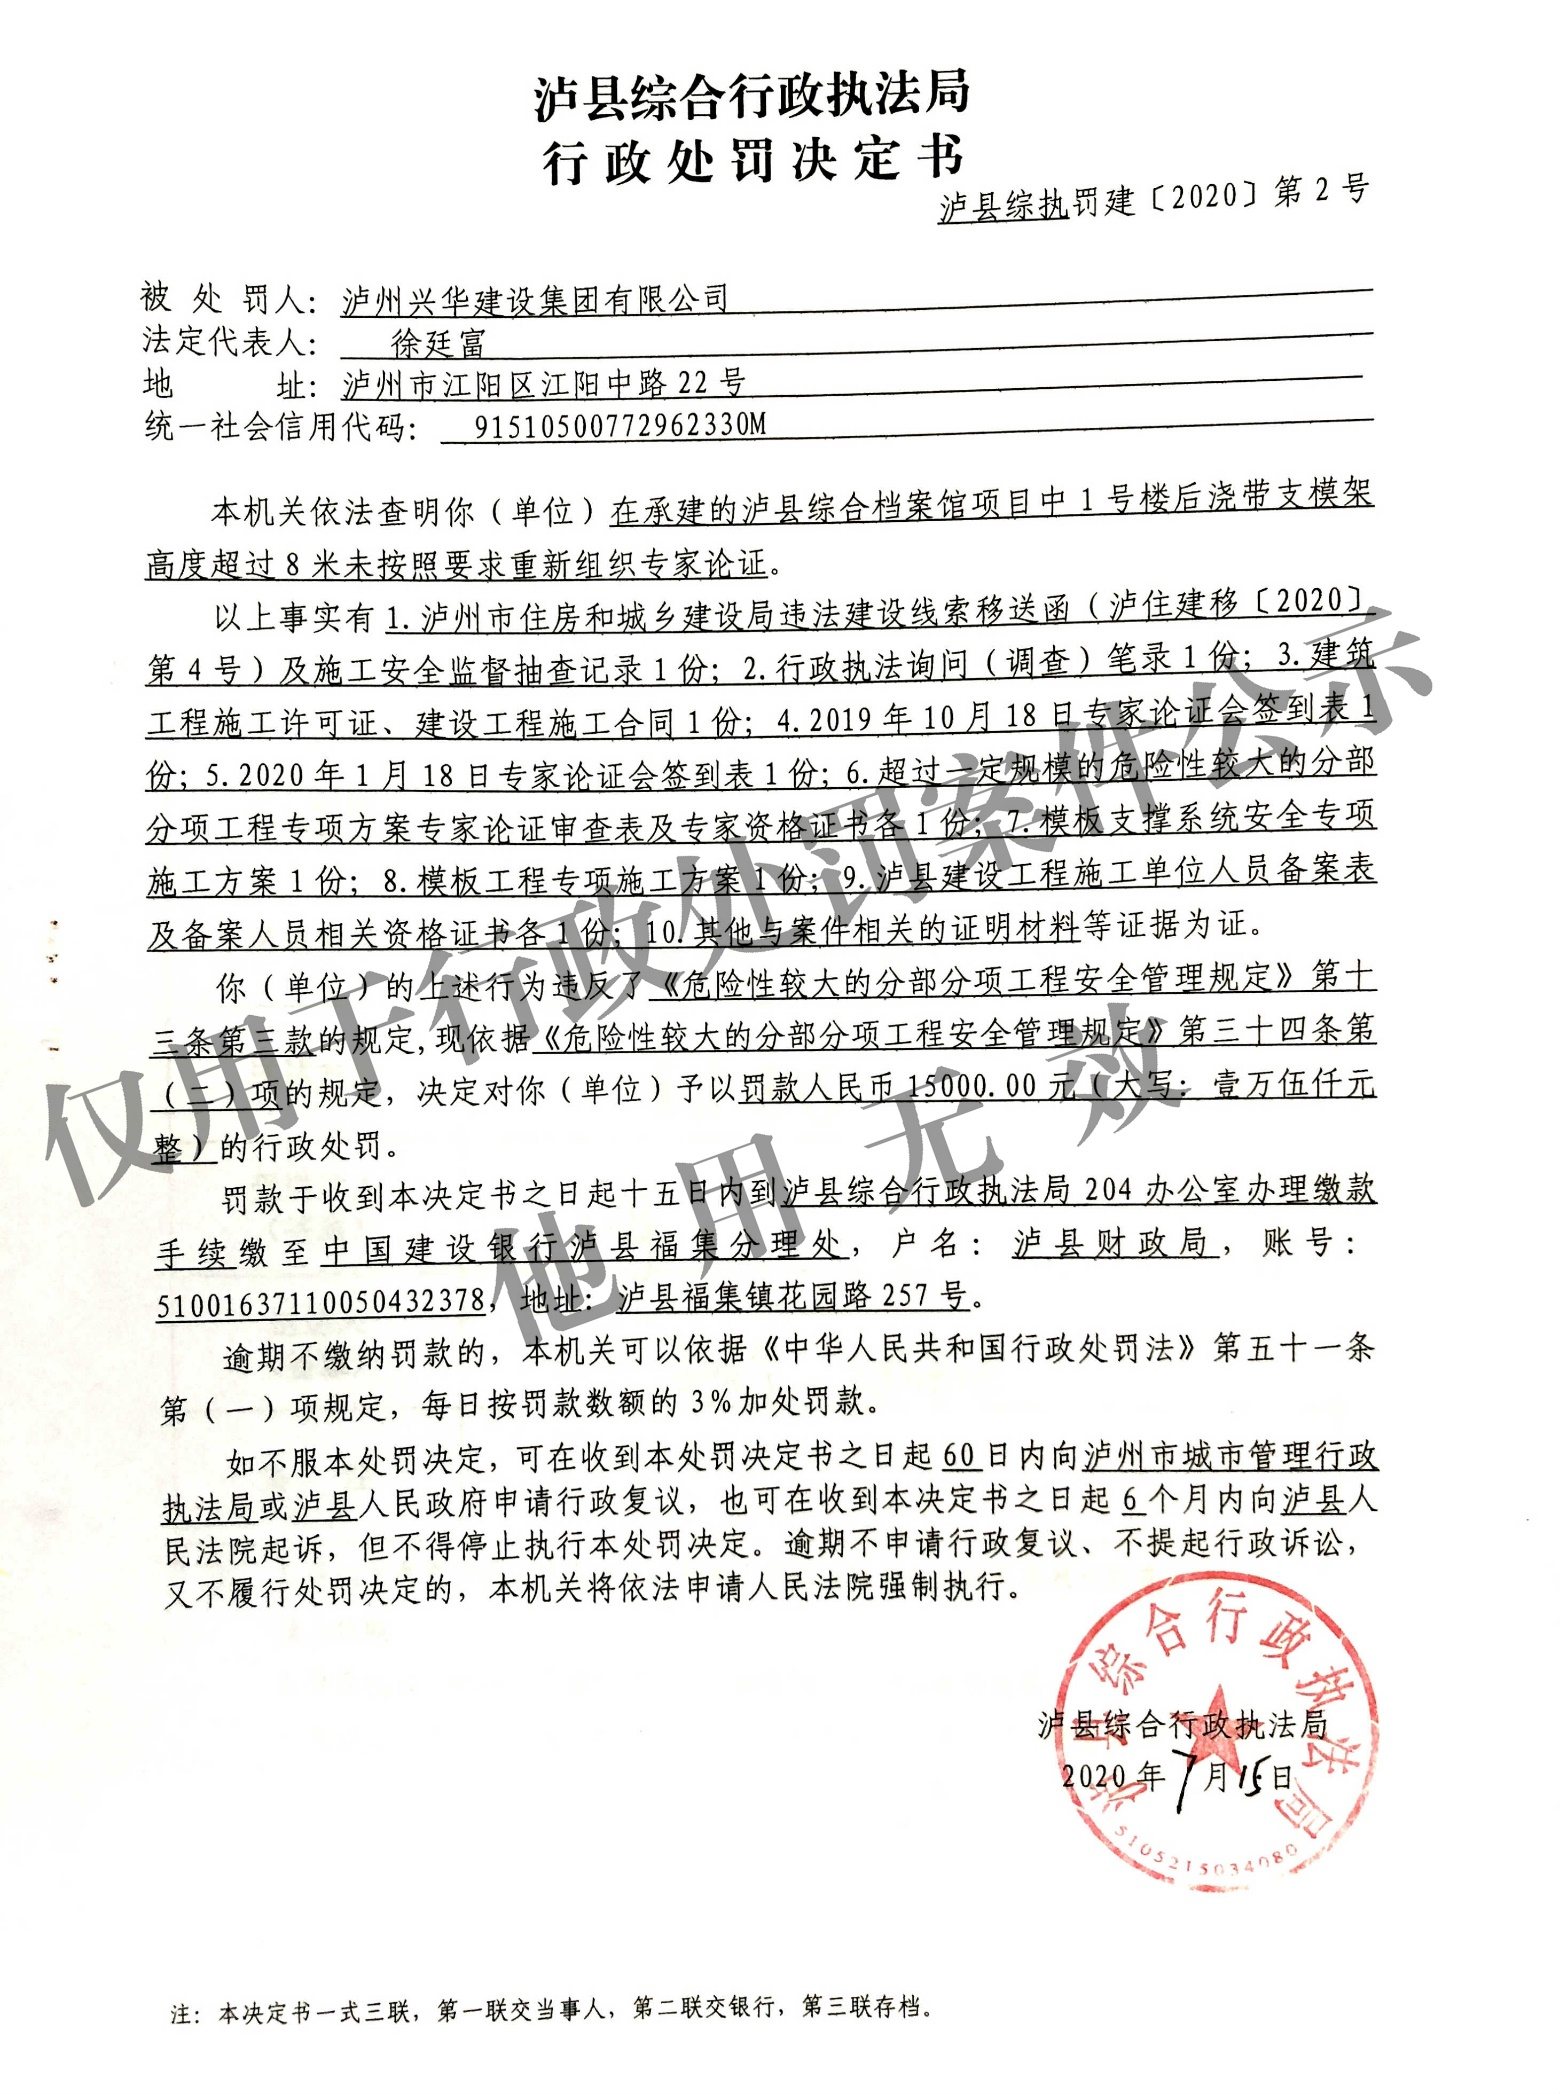 泸县综合行政执法局
行政处罚决定书
泸县综执罚建〔2020〕第2号
被处罚人：泸州兴华建设集团有限公司
法定代表人：徐廷富
地址：泸州市江阳区江阳中路22号
统一社会信用代码：91510500772962330M
本机关依法查明你（单位）在承建的泸县综合档案馆项目中1号楼后浇带支模架
高度超过8米未按照要求重新组织专家论证。
以上事实有1.泸州市住房和城乡建设局违法建设线索移送函（泸住建移〔2020〕
第4号）及施工安全监督抽查记录1份；2.行政执法询问（调查）笔录1份；3.建筑
工程施工许可证、建设工程施工合同1份；4.2019年10月18日专家论证会签到表1
份；5.2020年1月18日专家论证会签到表1份；6.超过一定规模的危险性较大的分部
分项工程专项方案专家论证审查表及专家资格证书各1份；7.模板支撑系统安全专项
施工方案1份；8.模板工程专项施工方案1份；9.泸县建设工程施工单位人员备案表
及备案人员相关资格证书各1份；10.其他与案件相关的证明材料等证据为证。
你（单位）的上述行为违反了《危险性较大的分部分项工程安全管理规定》第十
三条第三款的规定,现依据《危险性较大的分部分项工程安全管理规定》第三十四条第
（二）项的规定，决定对你（单位）予以罚款人民币15000.00元（大写：壹万伍仟元
整）的行政处罚。
罚款于收到本决定书之日起十五日内到泸县综合行政执法局204办公室办理缴款
手续缴至中国建设银行泸县福集分理处，户名：泸县财政局，账号：
51001637110050432378，地址：泸县福集镇花园路257号。
逾期不缴纳罚款的，本机关可以依据《中华人民共和国行政处罚法》第五十一条
第（一）项规定，每日按罚款数额的3%加处罚款。
如不服本处罚决定，可在收到本处罚决定书之日起60日内向泸州市城市管理行政
执法局或泸县人民政府申请行政复议，也可在收到本决定书之日起6个月内向泸县人
民法院起诉，但不得停止执行本处罚决定。逾期不申请行政复议、不提起行政诉讼，
又不履行处罚决定的，本机关将依法申请人民法院强制执行。
泸县综合行政执法局
2020年7月15日
泸县综合行政执法局
5105215034080
注：本决定书一式三联，第一联交当事人，第二联交银行，第三联存档。
仅用于行政处罚案件公示
他用无效